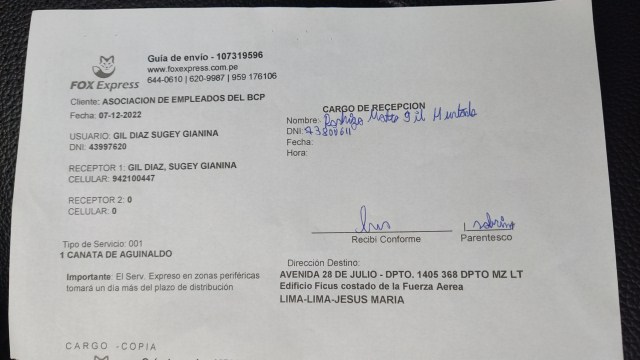 Guía de envío - 107319596
www.foxexpress.com.pe
644-0610 | 620-9987 | 959 176106
FOX Express
Cliente: ASOCIACION DE EMPLEADOS DEL BCP
Fecha: 07-12-2022
USUARIO: GIL DIAZ SUGEY GIANINA
DNI: 43997620
RECEPTOR 1: GIL DIAZ, SUGEY GIANINA
CELULAR: 942100447
RECEPTOR 2: 0
CELULAR: 0
Tipo de Servicio: 001
1 CANATA DE AGUINALDO
Importante: El Serv. Expreso en zonas periféricas
tomará un día más del plazo de distribución
CARGO DE RECEPCION
Nombre: Rodrigo Gil Hurtado
DNI:
Fecha:
Hora:
sobrino
Recibi Conforme Parentesco
Dirección Destino:
AVENIDA 28 DE JULIO - DPTO. 1405 368 DPTO MZ LT
Edificio Ficus costado de la Fuerza Aerea
LIMA-LIMA-JESUS MARIA
CARGO -COPIA